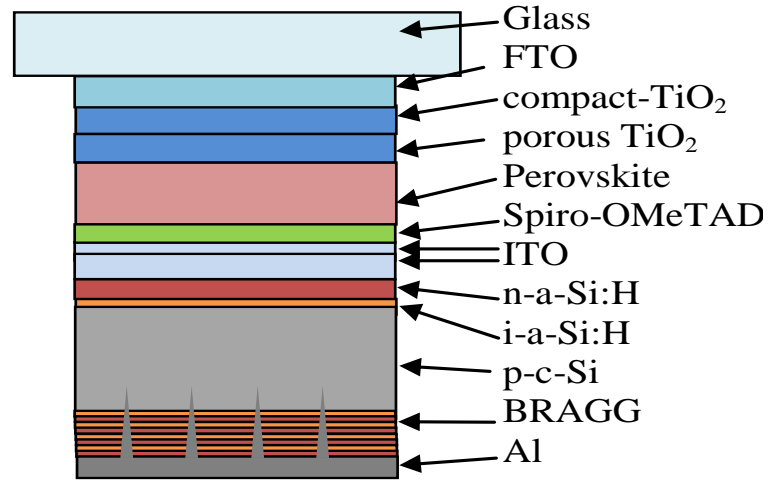 Glass
FTO
compact-TiO₂
porous TiO₂
Perovskite
Spiro-OMeTAD
ITO
n-a-Si:H
i-a-Si:H
p-c-Si
BRAGG
Al